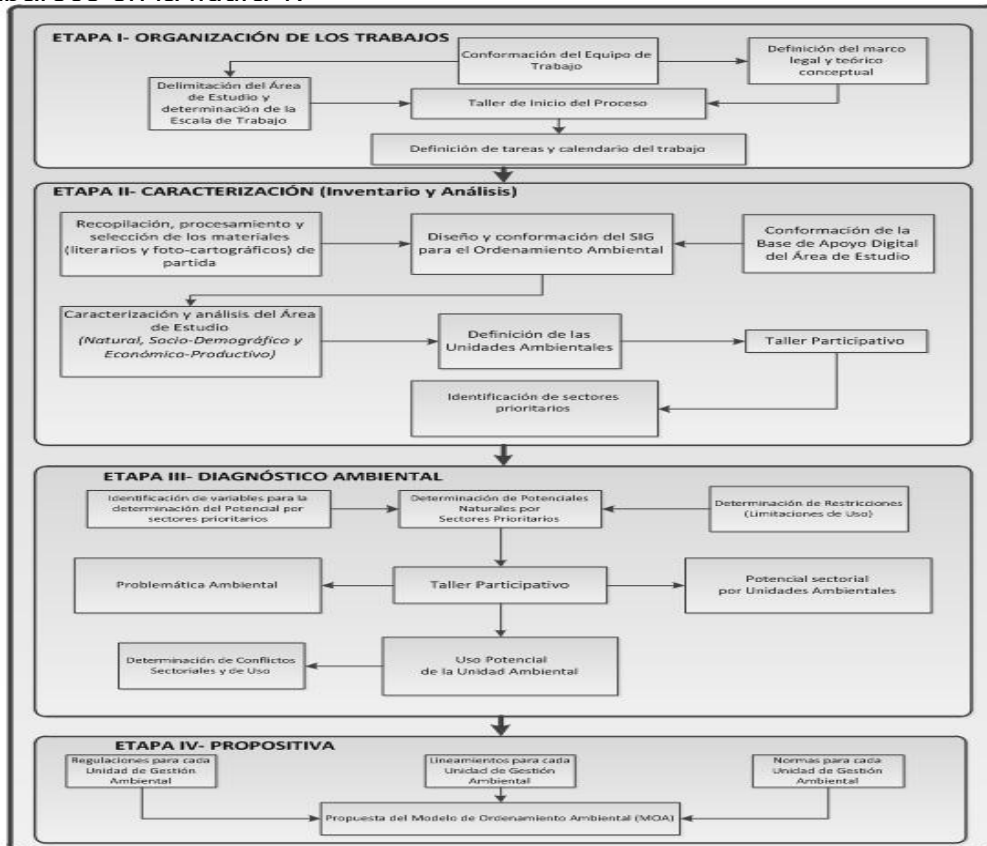 ETAPA I- ORGANIZACIÓN DE LOS TRABAJOS
Conformación del Equipo de
Trabajo
Definición del marco
legal y teórico
conceptual
Delimitación del Área
de Estudio y
determinación de la
Escala de Trabajo
Taller de Inicio del Proceso
Definición de tareas y calendario del trabajo
ETAPA II- CARACTERIZACIÓN (Inventario y Análisis)
Recopilación, procesamiento y
selección de los materiales
(literarios y foto-cartográficos) de
partida
Diseño y conformación del SIG
para el Ordenamiento Ambiental
Conformación de la
Base de Apoyo Digital
del Área de Estudio
Caracterización y análisis del Área
de Estudio
(Natural, Socio-Demográfico y
Económico-Productivo)
Definición de las
Unidades Ambientales
Taller Participativo
Identificación de sectores
prioritarios
ETAPA III- DIAGNÓSTICO AMBIENTAL
Identificación de variables para la
determinación del Potencial por
sectores prioritarios
Determinación de Potenciales
Naturales por
Sectores Prioritarios
Determinación de Restricciones
(Limitaciones de Uso)
Problemática Ambiental
Taller Participativo
Potencial sectorial
por Unidades Ambientales
Determinación de Conflictos
Sectoriales y de Uso
Uso Potencial
de la Unidad Ambiental
ETAPA IV- PROPOSITIVA
Regulaciones para cada
Unidad de Gestión
Ambiental
Lineamientos para cada
Unidad de Gestión
Ambiental
Normas para cada
Unidad de Gestión
Ambiental
Propuesta del Modelo de Ordenamiento Ambiental (MOA)